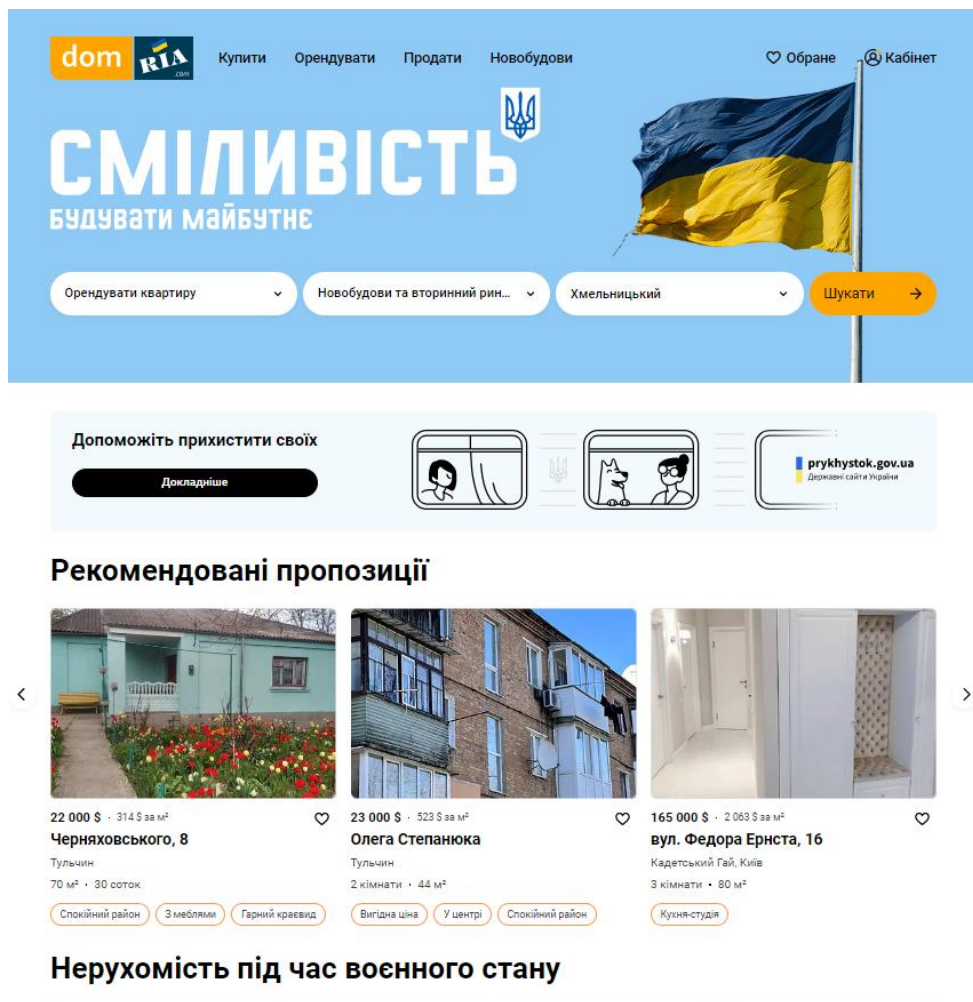 dom RIA .com Купити Орендувати Продати Новобудови Обране Кабінет
СМІЛИВІСТЬ
БУДУВАТИ МАЙБУТНЄ
Орендувати квартиру Новобудови та вторинний рин... Хмельницький Шукати
Допоможіть прихистити своїх
Докладніше
prykhystok.gov.ua
Державні сайти України
Рекомендовані пропозиції
22 000 $ · 314 $ за м² 23 000 $ · 523 $ за м² 165 000 $ · 2 063 $ за м²
Черняховського, 8 Олега Степанюка вул. Федора Ернста, 16
Тульчин Тульчин Кадетський Гай, Київ
70 м² • 30 соток 2 кімнати • 44 м² 3 кімнати • 80 м²
Спокійний район З меблями Гарний краєвид Вигідна ціна У центрі Спокійний район Кухня-студія
Нерухомість під час воєнного стану